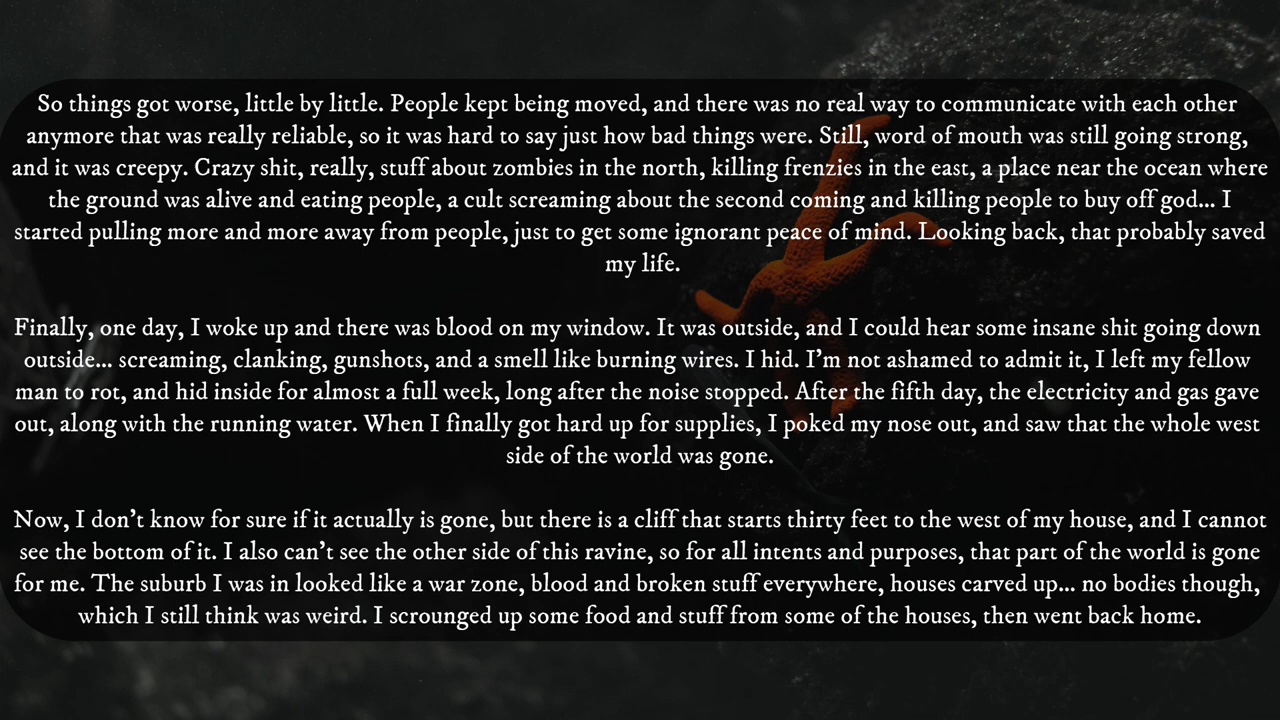 So things got worse, little by little. People kept being moved, and there was no real way to communicate with each other
anymore that was really reliable, so it was hard to say just how bad things were. Still, word of mouth was still going strong,
and it was creepy. Crazy shit, really, stuff about zombies in the north, killing frenzies in the east, a place near the ocean where
the ground was alive and eating people, a cult screaming about the second coming and killing people to buy off god... I
started pulling more and more away from people, just to get some ignorant peace of mind. Looking back, that probably saved
my life.
Finally, one day, I woke up and there was blood on my window. It was outside, and I could hear some insane shit going down
outside... screaming, clanking, gunshots, and a smell like burning wires. I hid. I'm not ashamed to admit it, I left my fellow
man to rot, and hid inside for almost a full week, long after the noise stopped. After the fifth day, the electricity and gas gave
out, along with the running water. When I finally got hard up for supplies, I poked my nose out, and saw that the whole west
side of the world was gone.
Now, I don't know for sure if it actually is gone, but there is a cliff that starts thirty feet to the west of my house, and I cannot
see the bottom of it. I also can't see the other side of this ravine, so for all intents and purposes, that part of the world is gone
for me. The suburb I was in looked like a war zone, blood and broken stuff everywhere, houses carved up... no bodies though,
which I still think was weird. I scrounged up some food and stuff from some of the houses, then went back home.